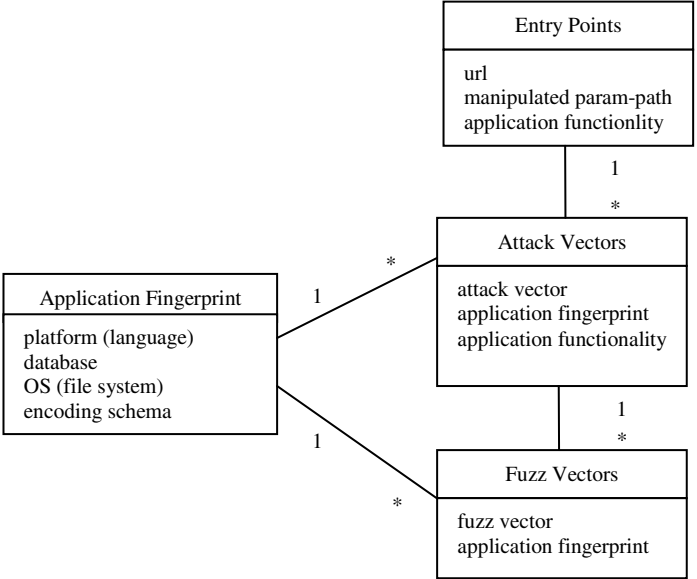 Entry Points
url
manipulated param-path
application functionlity
1
*
Attack Vectors
attack vector
application fingerprint
application functionality
*
1
Application Fingerprint
platform (language)
database
OS (file system)
encoding schema
1
*
1
*
Fuzz Vectors
fuzz vector
application fingerprint